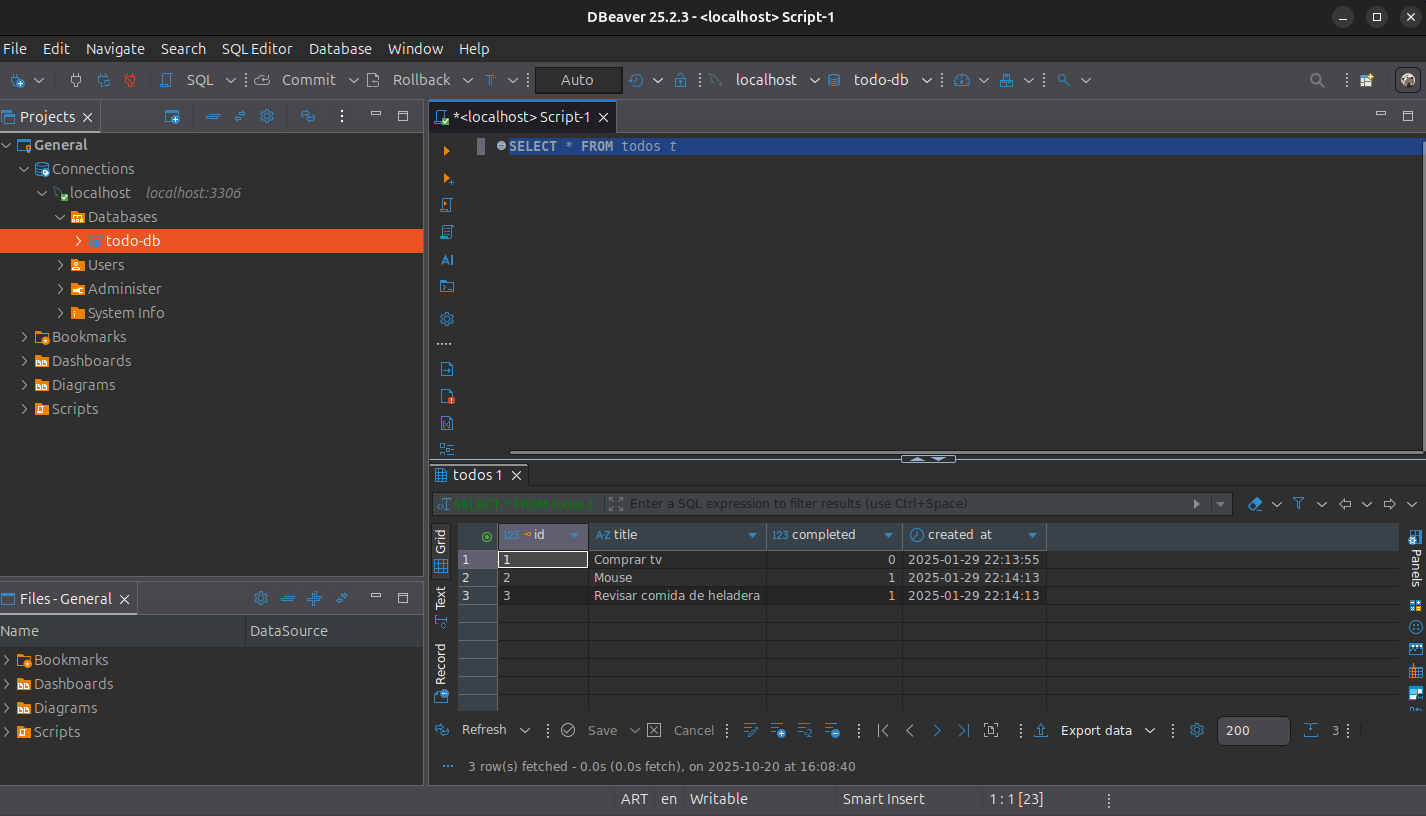 DBeaver 25.2.3 - <localhost> Script-1
File Edit Navigate Search SQL Editor Database Window Help
SQL Commit Rollback T Auto localhost todo-db
Projects
General
Connections
localhost localhost:3306
Databases
todo-db
Users
Administer
System Info
Bookmarks
Dashboards
Diagrams
Scripts
*<localhost> Script-1
SELECT * FROM todos t
AI
Files - General
Name DataSource
Bookmarks
Dashboards
Diagrams
Scripts
todos 1
SELECT * FROM todos t Enter a SQL expression to filter results (use Ctrl+Space)
Grid
Text
Record
Panels
123 id A-Z title 123 completed created_at
1 1 Comprar tv 0 2025-01-29 22:13:55
2 2 Mouse 1 2025-01-29 22:14:13
3 3 Revisar comida de heladera 1 2025-01-29 22:14:13
Refresh Save Cancel Export data 200 3
3 row(s) fetched - 0.0s (0.0s fetch), on 2025-10-20 at 16:08:40
ART en Writable Smart Insert 1 : 1 [23]